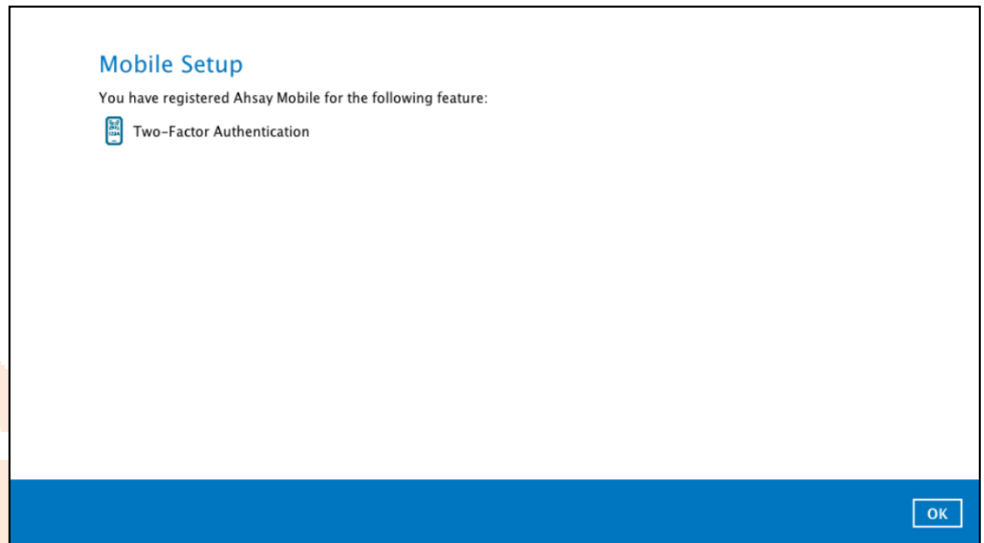 Mobile Setup
You have registered Ahsay Mobile for the following feature:
Two-Factor Authentication
OK